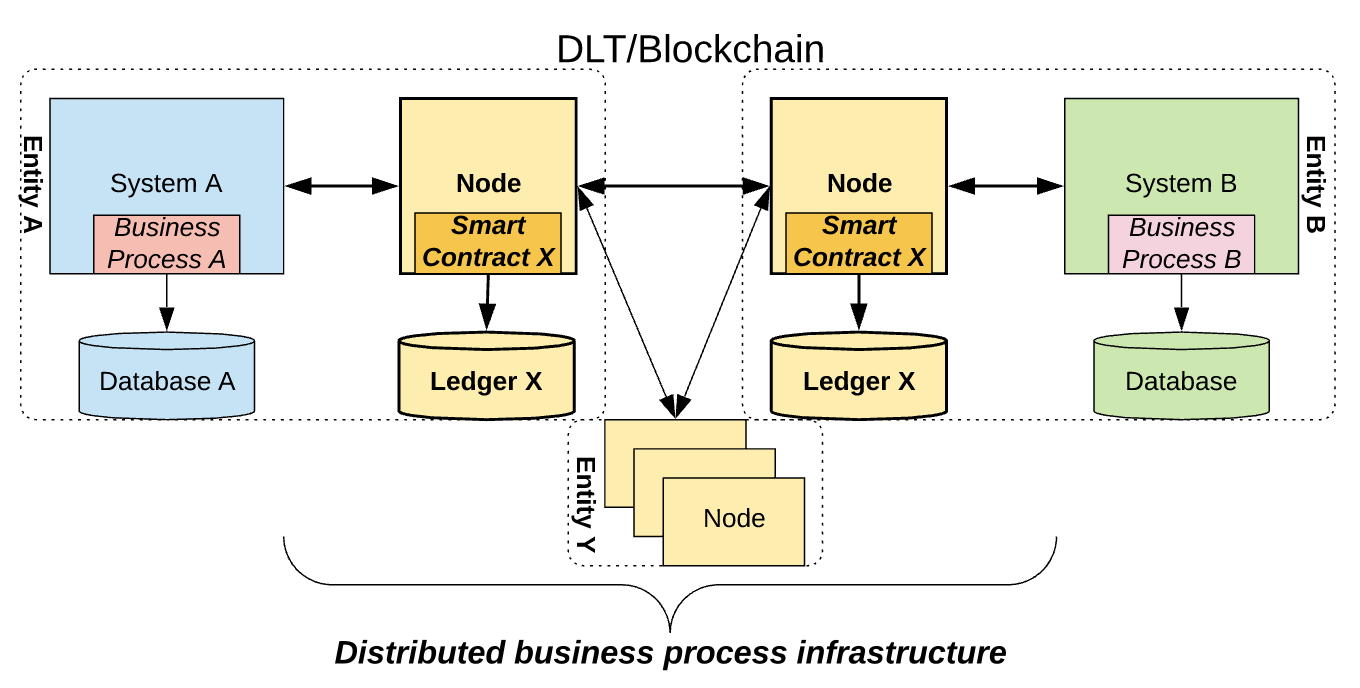 DLT/Blockchain
Entity A
System A
Business
Process A
Database A
Node
Smart
Contract X
Ledger X
Node
Smart
Contract X
Ledger X
System B
Business
Process B
Database
Entity B
Entity Y
Node
Distributed business process infrastructure